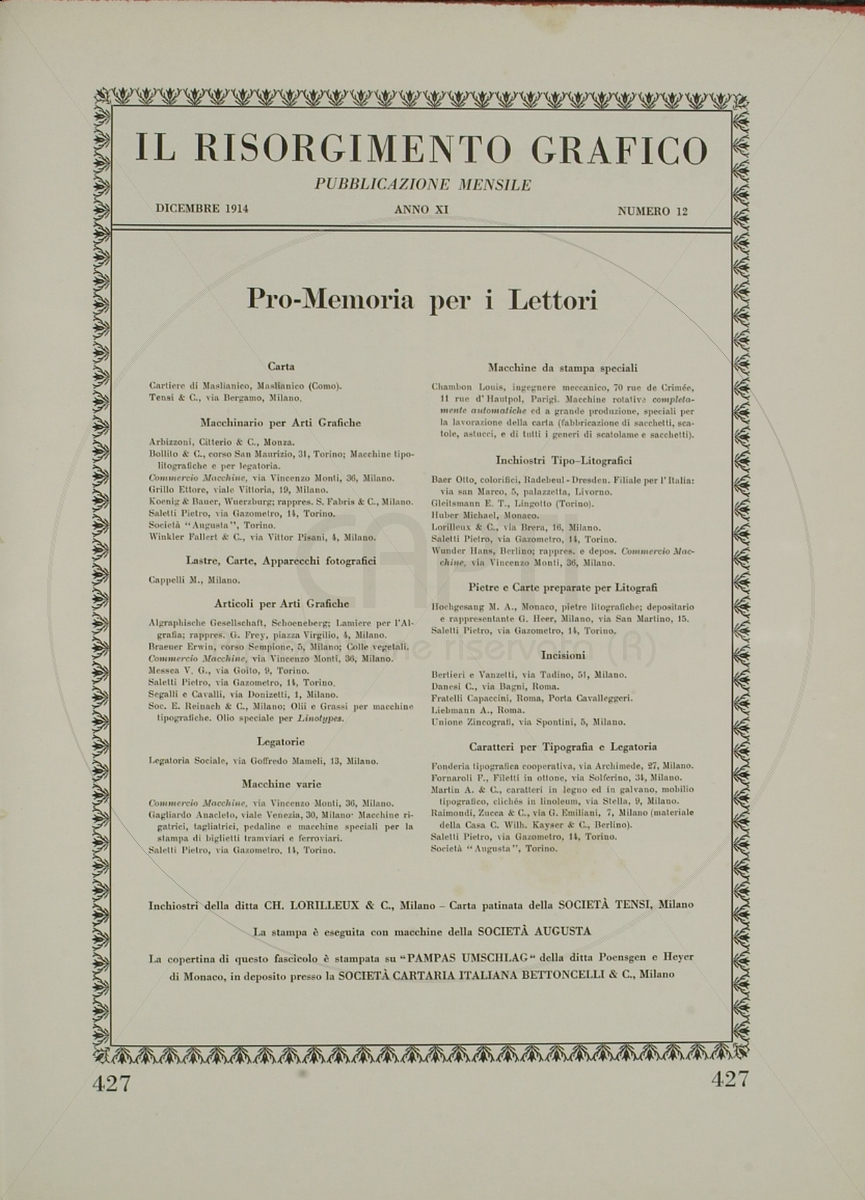 IL RISORGIMENTO GRAFICO
PUBBLICAZIONE MENSILE
DICEMBRE 1914 ANNO XI NUMERO 12
Pro-Memoria per i Lettori
Carta
Cartiere di Maslianico, Maslianico (Como).
Tensi & C., via Bergamo, Milano.
Macchinario per Arti Grafiche
Arbizzoni, Citterio & C., Monza.
Bollito & C., corso San Maurizio, 31, Torino; Macchine tipo-
litografiche e per legatoria.
Commercio Macchine, via Vincenzo Monti, 36, Milano.
Grillo Ettore, viale Vittoria, 19, Milano.
Koenig & Bauer, Wuerzburg; rappres. S. Fabris & C., Milano.
Saletti Pietro, via Gazometro, 14, Torino.
Società "Augusta", Torino.
Winkler Fallert & C., via Vittor Pisani, 4, Milano.
Lastre, Carte, Apparecchi fotografici
Cappelli M., Milano.
Articoli per Arti Grafiche
Algraphische Gesellschaft, Schoeneberg; Lamiere per l'Al-
grafia; rappres. G. Frey, piazza Virgilio, 4, Milano.
Braeuer Erwin, corso Sempione, 5, Milano; Colle vegetali.
Commercio Macchine, via Vincenzo Monti, 36, Milano.
Messea V. G., via Goito, 9, Torino.
Saletti Pietro, via Gazometro, 14, Torino.
Segalli e Cavalli, via Donizetti, 1, Milano.
Soc. E. Reinach & C., Milano; Olii e Grassi per macchine
tipografiche. Olio speciale per Linotypes.
Legatorie
Legatoria Sociale, via Goffredo Mameli, 13, Milano.
Macchine varie
Commercio Macchine, via Vincenzo Monti, 36, Milano.
Gagliardo Anacleto, viale Venezia, 30, Milano· Macchine ri-
gatrici, tagliatrici, pedaline e macchine speciali per la
stampa di biglietti tramviari e ferroviari.
Saletti Pietro, via Gazometro, 14, Torino.
Macchine da stampa speciali
Chambon Louis, ingegnere meccanico, 70 rue de Crimée,
11 rue d'Hautpol, Parigi. Macchine rotative completa-
mente automatiche ed a grande produzione, speciali per
la lavorazione della carta (fabbricazione di sacchetti, sca-
tole, astucci, e di tutti i generi di scatolame e sacchetti).
Inchiostri Tipo-Litografici
Baer Otto, colorifici, Radebeul-Dresden. Filiale per l'Italia:
via san Marco, 5, palazzetta, Livorno.
Gleitsmann E. T., Lingotto (Torino).
Huber Michael, Monaco.
Lorilleux & C., via Brera, 16, Milano.
Saletti Pietro, via Gazometro, 14, Torino.
Wunder Hans, Berlino; rappres. e depos. Commercio Mac-
chine, via Vincenzo Monti, 36, Milano.
Pietre e Carte preparate per Litografi
Hochgesang M. A., Monaco, pietre litografiche; depositario
e rappresentante G. Heer, Milano, via San Martino, 15.
Saletti Pietro, via Gazometro, 14, Torino.
Incisioni
Bertieri e Vanzetti, via Tadino, 51, Milano.
Danesi C., via Bagni, Roma.
Fratelli Capaccini, Roma, Porta Cavalleggeri.
Liebmann A., Roma.
Unione Zincografi, via Spontini, 5, Milano.
Caratteri per Tipografia e Legatoria
Fonderia tipografica cooperativa, via Archimede, 27, Milano.
Fornaroli F., Filetti in ottone, via Solferino, 34, Milano.
Martin A. & C., caratteri in legno ed in galvano, mobilio
tipografico, clichés in linoleum, via Stella, 9, Milano.
Raimondi, Zucca & C., via G. Emiliani, 7, Milano (materiale
della Casa C. Wilh. Kayser & C., Berlino).
Saletti Pietro, via Gazometro, 14, Torino.
Società "Augusta", Torino.
Inchiostri della ditta CH. LORILLEUX & C., Milano – Carta patinata della SOCIETÀ TENSI, Milano
La stampa è eseguita con macchine della SOCIETÀ AUGUSTA
La copertina di questo fascicolo è stampata su "PAMPAS UMSCHLAG" della ditta Poensgen e Heyer
di Monaco, in deposito presso la SOCIETÀ CARTARIA ITALIANA BETTONCELLI & C., Milano
427 427